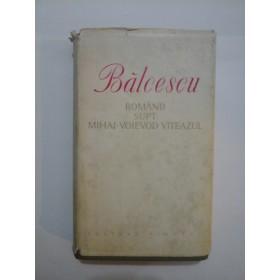 Bălcescu
ROMÂNII
SUPT
MIHAI-VOIEVOD VITEAZUL